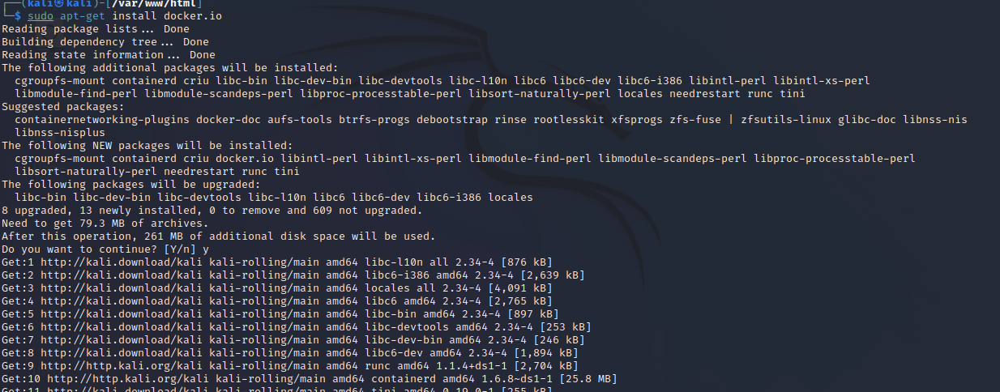 ┌──(kali㉿kali)-[/var/www/html]
└─$ sudo apt-get install docker.io
Reading package lists... Done
Building dependency tree... Done
Reading state information... Done
The following additional packages will be installed:
  cgroupfs-mount containerd criu libc-bin libc-dev-bin libc-devtools libc-l10n libc6 libc6-dev libc6-i386 libintl-perl libintl-xs-perl
  libmodule-find-perl libmodule-scandeps-perl libproc-processtable-perl libsort-naturally-perl locales needrestart runc tini
Suggested packages:
  containernetworking-plugins docker-doc aufs-tools btrfs-progs debootstrap rinse rootlesskit xfsprogs zfs-fuse | zfsutils-linux glibc-doc libnss-nis
  libnss-nisplus
The following NEW packages will be installed:
  cgroupfs-mount containerd criu docker.io libintl-perl libintl-xs-perl libmodule-find-perl libmodule-scandeps-perl libproc-processtable-perl
  libsort-naturally-perl needrestart runc tini
The following packages will be upgraded:
  libc-bin libc-dev-bin libc-devtools libc-l10n libc6 libc6-dev libc6-i386 locales
8 upgraded, 13 newly installed, 0 to remove and 609 not upgraded.
Need to get 79.3 MB of archives.
After this operation, 261 MB of additional disk space will be used.
Do you want to continue? [Y/n] y
Get:1 http://kali.download/kali kali-rolling/main amd64 libc-l10n all 2.34-4 [876 kB]
Get:2 http://kali.download/kali kali-rolling/main amd64 libc6-i386 amd64 2.34-4 [2,639 kB]
Get:3 http://kali.download/kali kali-rolling/main amd64 locales all 2.34-4 [4,091 kB]
Get:4 http://kali.download/kali kali-rolling/main amd64 libc6 amd64 2.34-4 [2,765 kB]
Get:5 http://kali.download/kali kali-rolling/main amd64 libc-bin amd64 2.34-4 [897 kB]
Get:6 http://kali.download/kali kali-rolling/main amd64 libc-devtools amd64 2.34-4 [253 kB]
Get:7 http://kali.download/kali kali-rolling/main amd64 libc-dev-bin amd64 2.34-4 [246 kB]
Get:8 http://kali.download/kali kali-rolling/main amd64 libc6-dev amd64 2.34-4 [1,894 kB]
Get:9 http://http.kali.org/kali kali-rolling/main amd64 runc amd64 1.1.4+ds1-1 [2,704 kB]
Get:10 http://http.kali.org/kali kali-rolling/main amd64 containerd amd64 1.6.8~ds1-1 [25.8 MB]
Get:11 http://kali.download/kali kali-rolling/main amd64 tini amd64 0.19.0-1 [255 kB]